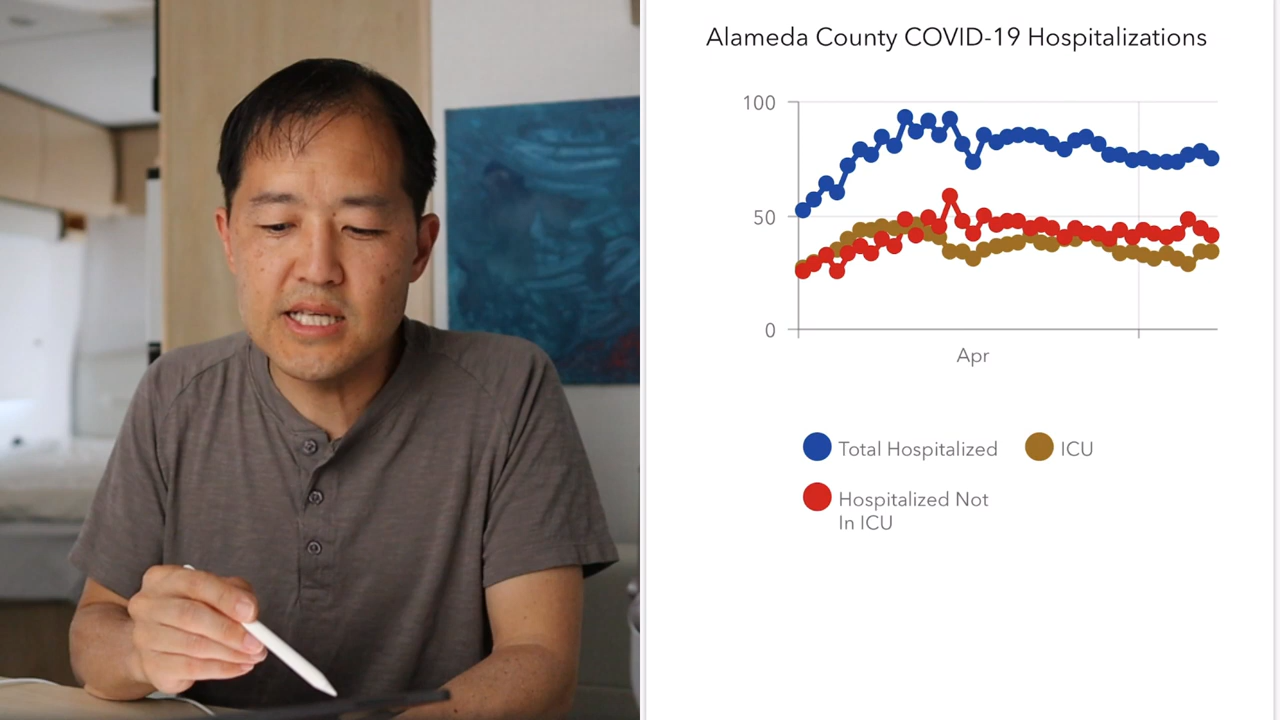 Alameda County COVID-19 Hospitalizations
100
50
0
Apr
Total Hospitalized
ICU
Hospitalized Not
In ICU